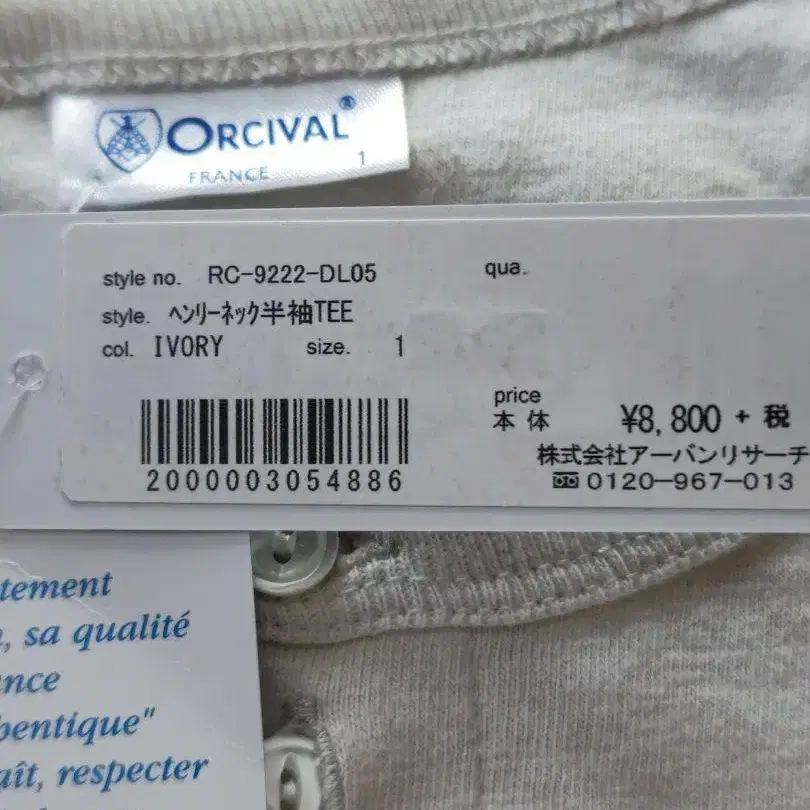 ORCIVAL®
FRANCE
1
style no. RC-9222-DL05
qua.
style. ヘンリーネック半袖TEE
col. IVORY size. 1
price
本体 ¥8,800 + 税
2000003054886
株式会社アーバンリサーチ
0120-967-013
tement
, sa qualité
nce
hentique"
aît, respecter